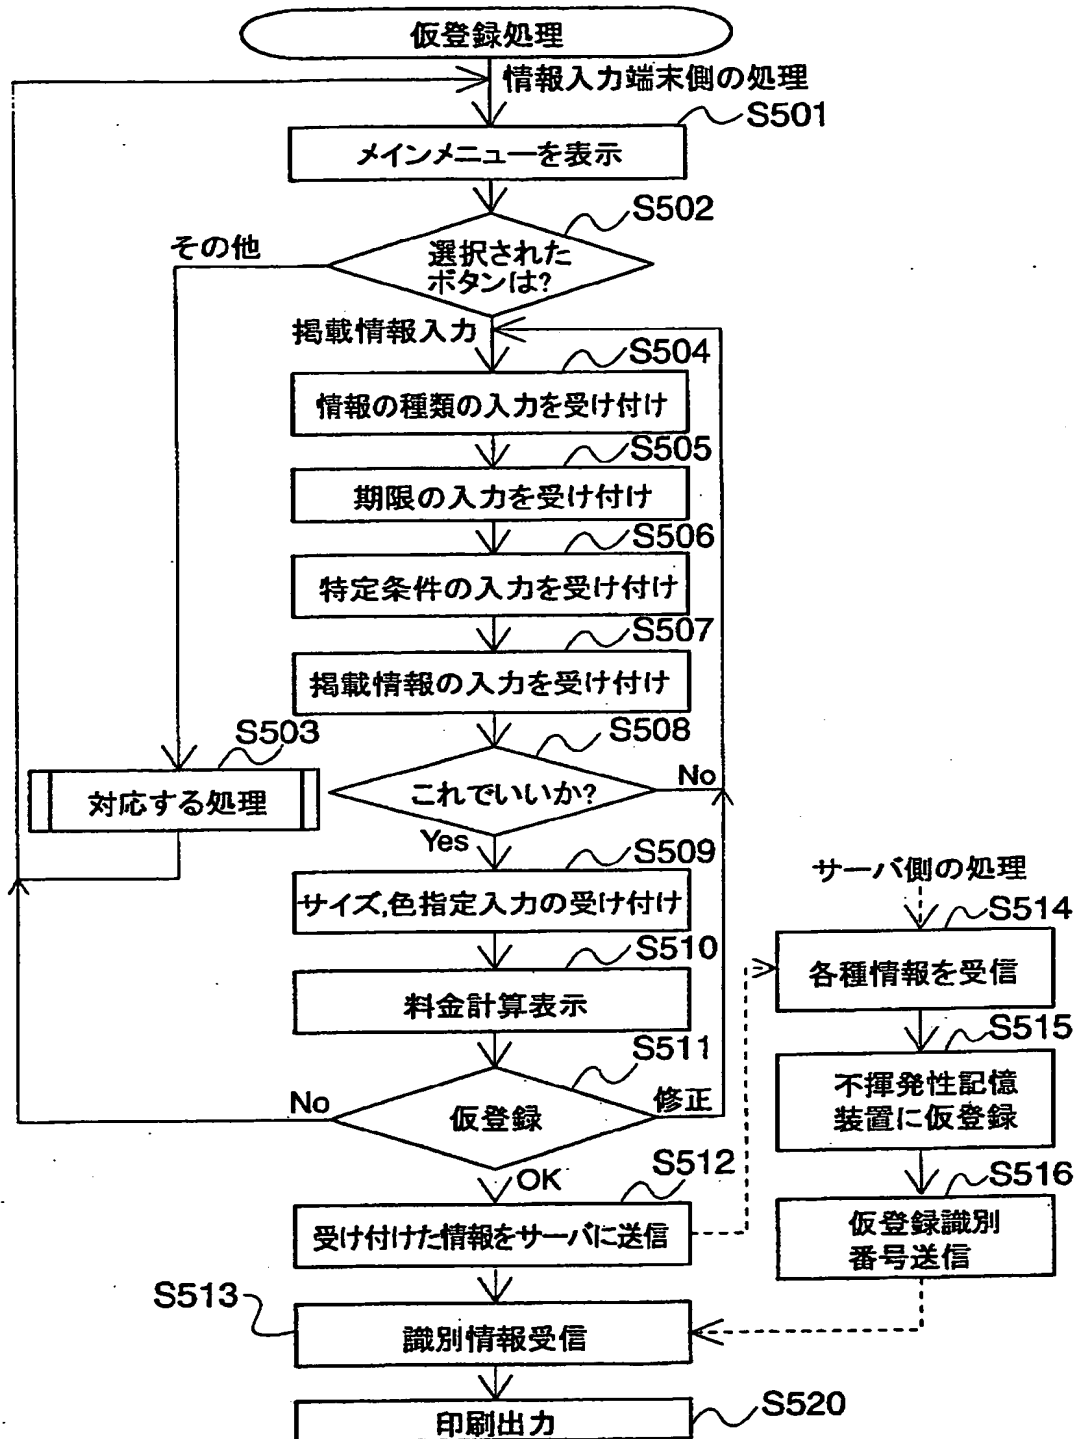 仮登録処理
情報入力端末側の処理
S501
メインメニューを表示
S502
その他
選択された
ボタンは?
掲載情報入力
S504
情報の種類の入力を受け付け
S505
期限の入力を受け付け
S506
特定条件の入力を受け付け
S507
掲載情報の入力を受け付け
S503
S508
対応する処理
これでいいか?
No
Yes
S509
サイズ,色指定入力の受け付け
サーバ側の処理
S514
各種情報を受信
S510
料金計算表示
S515
不揮発性記憶
装置に仮登録
S511
No
仮登録
修正
OK
S512
受け付けた情報をサーバに送信
S516
仮登録識別
番号送信
S513
識別情報受信
S520
印刷出力